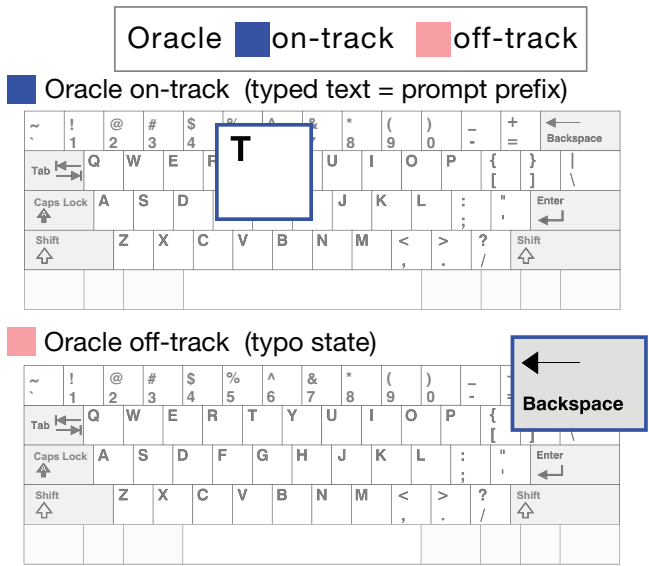 Oracle on-track off-track
Oracle on-track (typed text = prompt prefix)
~ ! @ # $ % ^ & * ( ) _ +
` 1 2 3 4 7 8 9 0 - = Backspace
Tab Q W E R T U I O P { } |
[ ] \
Caps Lock A S D J K L : " Enter
; '
Shift Z X C V B N M < > ? Shift
, . /
Oracle off-track (typo state)
~ ! @ # $ % ^ & * ( ) _
` 1 2 3 4 5 6 7 8 9 0 - Backspace
Tab Q W E R T Y U I O P {
[ ] \
Caps Lock A S D F G H J K L : " Enter
; '
Shift Z X C V B N M < > ? Shift
, . /